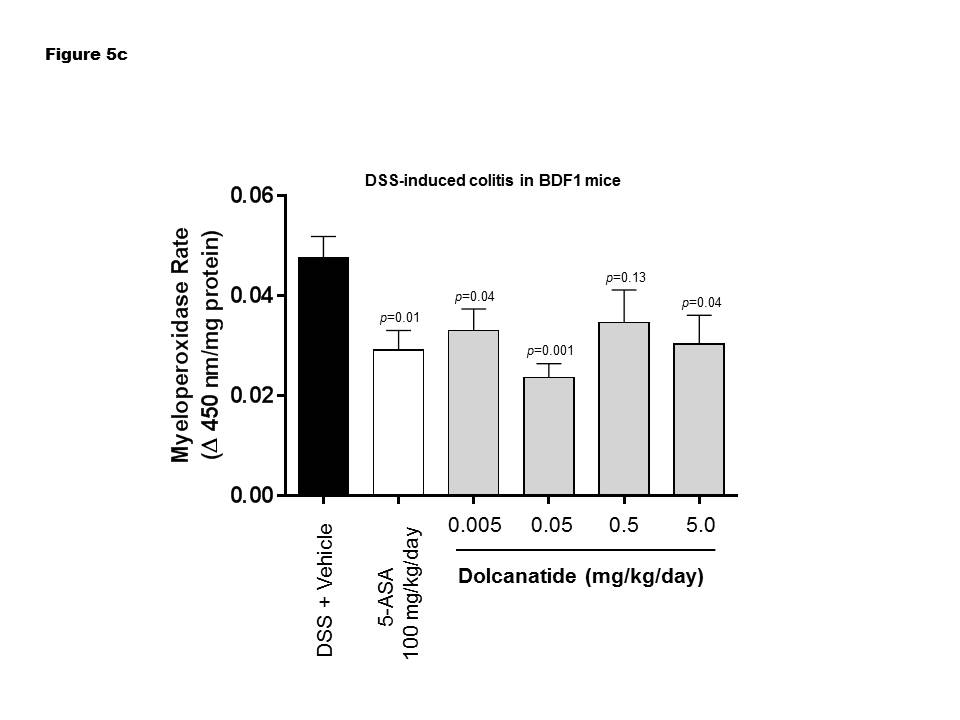 Figure 5c
DSS-induced colitis in BDF1 mice
Myeloperoxidase Rate
(Δ 450 nm/mg protein)
0.06
0.04
0.02
0.00
p=0.01
p=0.04
p=0.001
p=0.13
p=0.04
DSS + Vehicle
5-ASA
100 mg/kg/day
0.005 0.05 0.5 5.0
Dolcanatide (mg/kg/day)